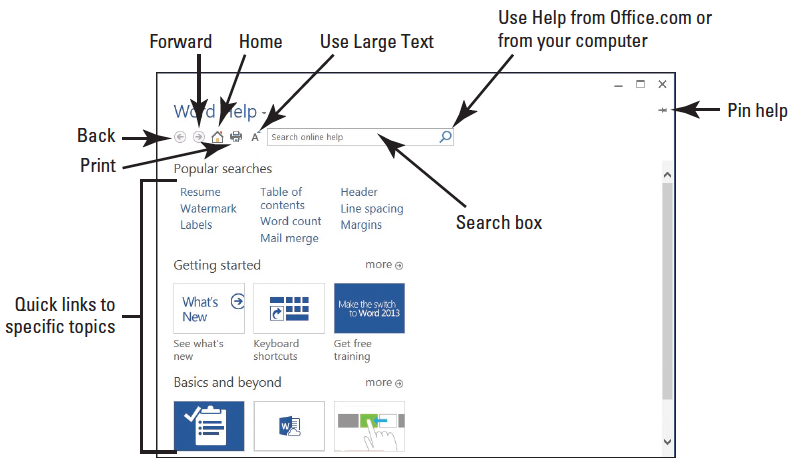 Use Help from Office.com or
from your computer
Forward
Home
Use Large Text
Word Help
Pin help
Back
Print
A
Search online help
Search box
Popular searches
Resume
Watermark
Labels
Table of
contents
Word count
Mail merge
Header
Line spacing
Margins
Getting started
more
Quick links to
specific topics
What's
New
Make the switch
to Word 2013
See what's
new
Keyboard
shortcuts
Get free
training
Basics and beyond
more
W